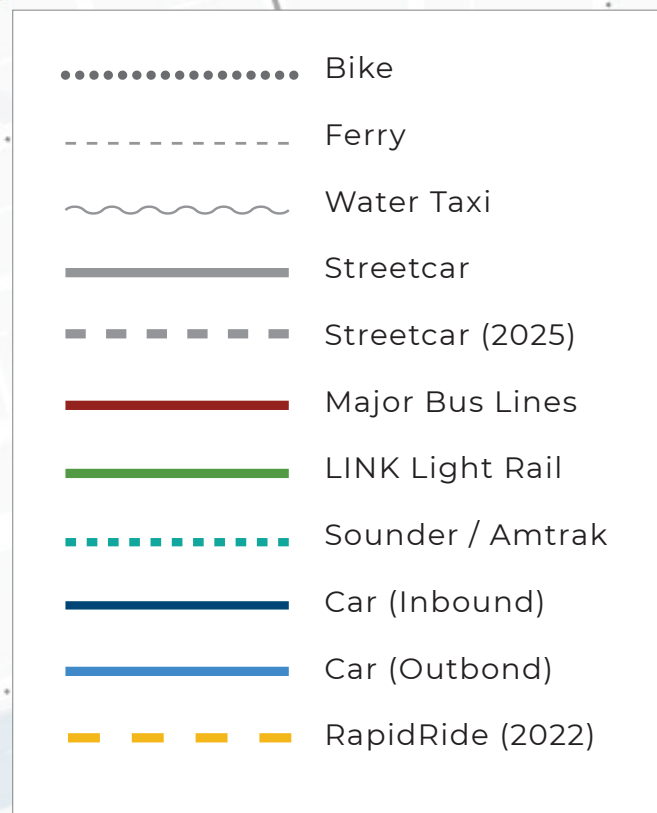 Bike
Ferry
Water Taxi
Streetcar
Streetcar (2025)
Major Bus Lines
LINK Light Rail
Sounder / Amtrak
Car (Inbound)
Car (Outbond)
RapidRide (2022)